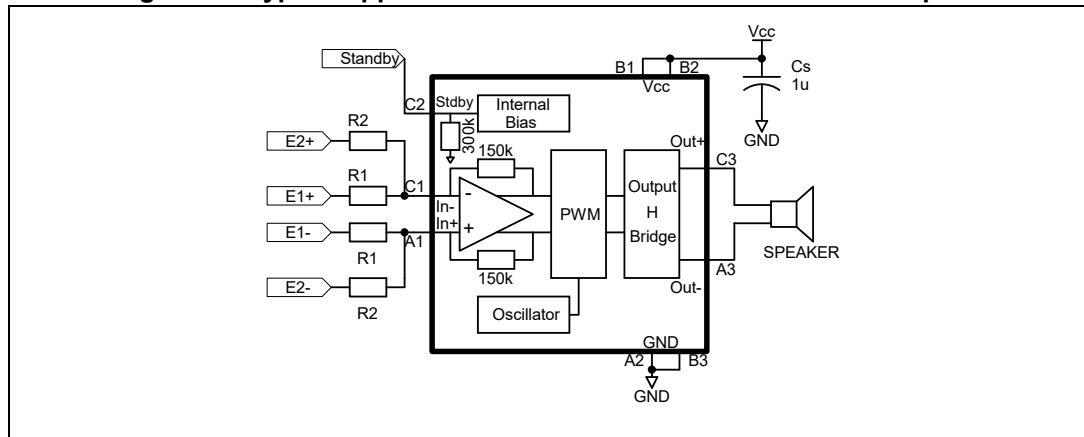 Vcc
Standby
B1
B2
Cs
1u
Vcc
C2
Stdby
Internal
Bias
GND
R2
300k
E2+
150k
Out+
C3
R1
C1
Output
E1+
In-
-
PWM
H
In+
+
E1-
A1
Bridge
SPEAKER
R1
A3
150k
E2-
Out-
R2
Oscillator
GND
A2
B3
GND